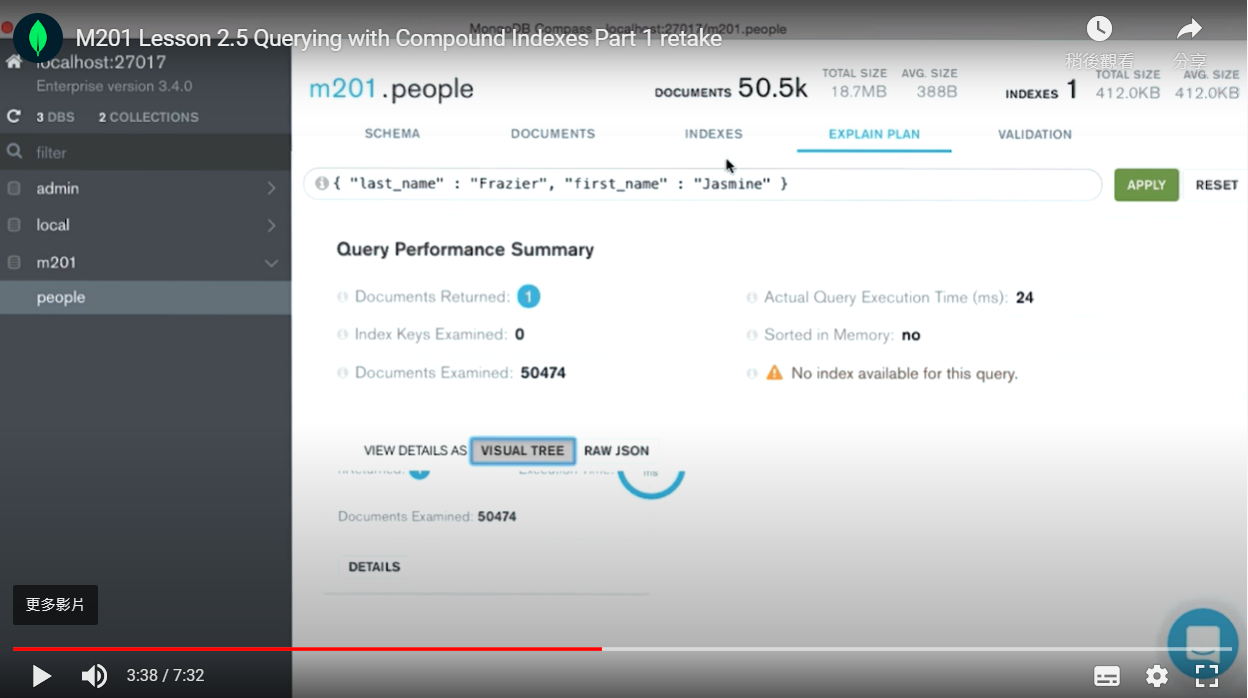 MongoDB Compass - localhost:27017/m201.people
M201 Lesson 2.5 Querying with Compound Indexes Part 1 retake
稍後觀看
分享
localhost:27017
Enterprise version 3.4.0
3 DBS 2 COLLECTIONS
filter
admin
local
m201
people
m201.people
DOCUMENTS 50.5k
TOTAL SIZE AVG. SIZE
18.7MB 388B
INDEXES 1
TOTAL SIZE AVG. SIZE
412.0KB 412.0KB
SCHEMA DOCUMENTS INDEXES EXPLAIN PLAN VALIDATION
{ "last_name" : "Frazier", "first_name" : "Jasmine" }
APPLY RESET
Query Performance Summary
Documents Returned: 1
Index Keys Examined: 0
Documents Examined: 50474
Actual Query Execution Time (ms): 24
Sorted in Memory: no
No index available for this query.
VIEW DETAILS AS VISUAL TREE RAW JSON
ms
Documents Examined: 50474
DETAILS
更多影片
3:38 / 7:32